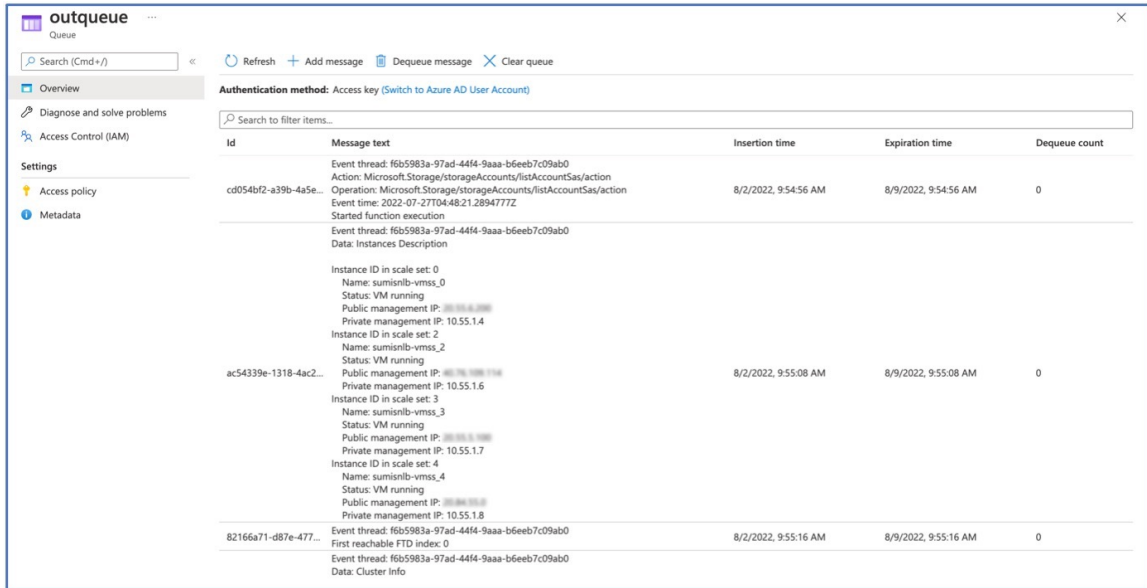 outqueue ...
Queue
Search (Cmd+/)
«
Overview
Diagnose and solve problems
Access Control (IAM)
Settings
Access policy
Metadata
Refresh Add message Dequeue message Clear queue
Authentication method: Access key (Switch to Azure AD User Account)
Search to filter items...
Id Message text Insertion time Expiration time Dequeue count
Event thread: f6b5983a-97ad-44f4-9aaa-b6eeb7c09ab0
Action: Microsoft.Storage/storageAccounts/listAccountSas/action
cd054bf2-a39b-4a5e... Operation: Microsoft.Storage/storageAccounts/listAccountSas/action 8/2/2022, 9:54:56 AM 8/9/2022, 9:54:56 AM 0
Event time: 2022-07-27T04:48:21.2894777Z
Started function execution
Event thread: f6b5983a-97ad-44f4-9aaa-b6eeb7c09ab0
Data: Instances Description
Instance ID in scale set: 0
Name: sumisnlb-vmss_0
Status: VM running
Public management IP:
Private management IP: 10.55.1.4
Instance ID in scale set: 2
Name: sumisnlb-vmss_2
Status: VM running
ac54339e-1318-4ac2... Public management IP: 8/2/2022, 9:55:08 AM 8/9/2022, 9:55:08 AM 0
Private management IP: 10.55.1.6
Instance ID in scale set: 3
Name: sumisnlb-vmss_3
Status: VM running
Public management IP:
Private management IP: 10.55.1.7
Instance ID in scale set: 4
Name: sumisnlb-vmss_4
Status: VM running
Public management IP:
Private management IP: 10.55.1.8
82166a71-d87e-477... Event thread: f6b5983a-97ad-44f4-9aaa-b6eeb7c09ab0 8/2/2022, 9:55:16 AM 8/9/2022, 9:55:16 AM 0
First reachable FTD index: 0
Event thread: f6b5983a-97ad-44f4-9aaa-b6eeb7c09ab0
Data: Cluster Info